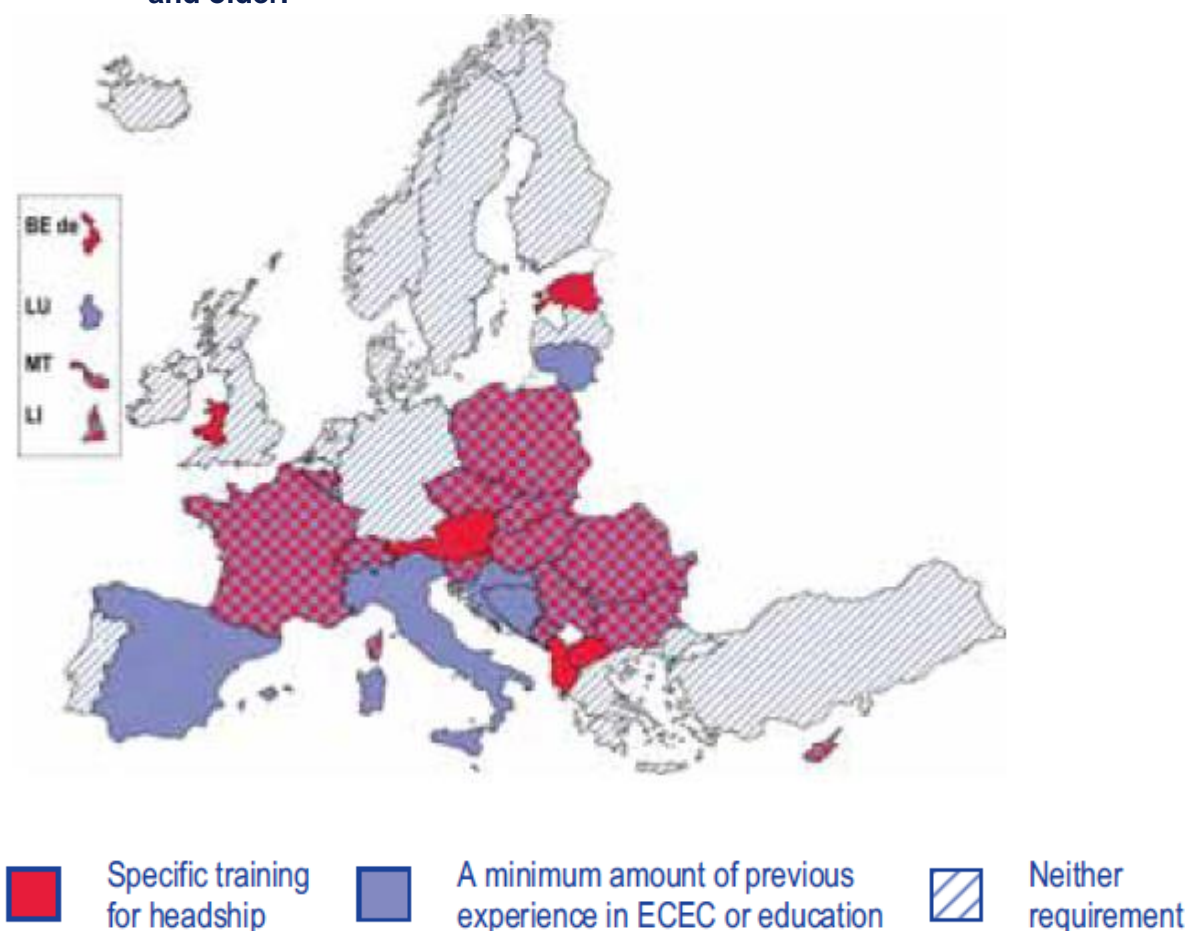 and older.
BE de
LU
MT
LI
Specific training
for headship
A minimum amount of previous
experience in ECEC or education
Neither
requirement